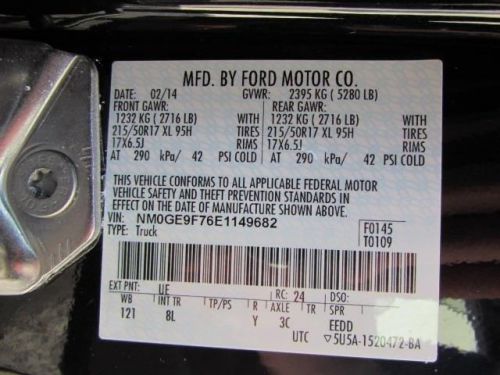 MFD. BY FORD MOTOR CO.
DATE: 02/14 GVWR: 2395 KG ( 5280 LB)
FRONT GAWR: REAR GAWR:
1232 KG ( 2716 LB) WITH 1232 KG ( 2716 LB) WITH
215/50R17 XL 95H TIRES 215/50R17 XL 95H TIRES
17X6.5J RIMS 17X6.5J RIMS
AT 290 kPa/ 42 PSI COLD AT 290 kPa/ 42 PSI COLD
THIS VEHICLE CONFORMS TO ALL APPLICABLE FEDERAL MOTOR
VEHICLE SAFETY AND THEFT PREVENTION STANDARDS IN
EFFECT ON THE DATE OF MANUFACTURE SHOWN ABOVE.
VIN: NM0GE9F76E1149682 F0145
TYPE: Truck T0109
EXT PNT: UE RC: 24 DSO:
WB INT TR TP/PS R AXLE TR SPR
121 8L Y 3C EEDD
UTC ▽5U5A-1520472-BA